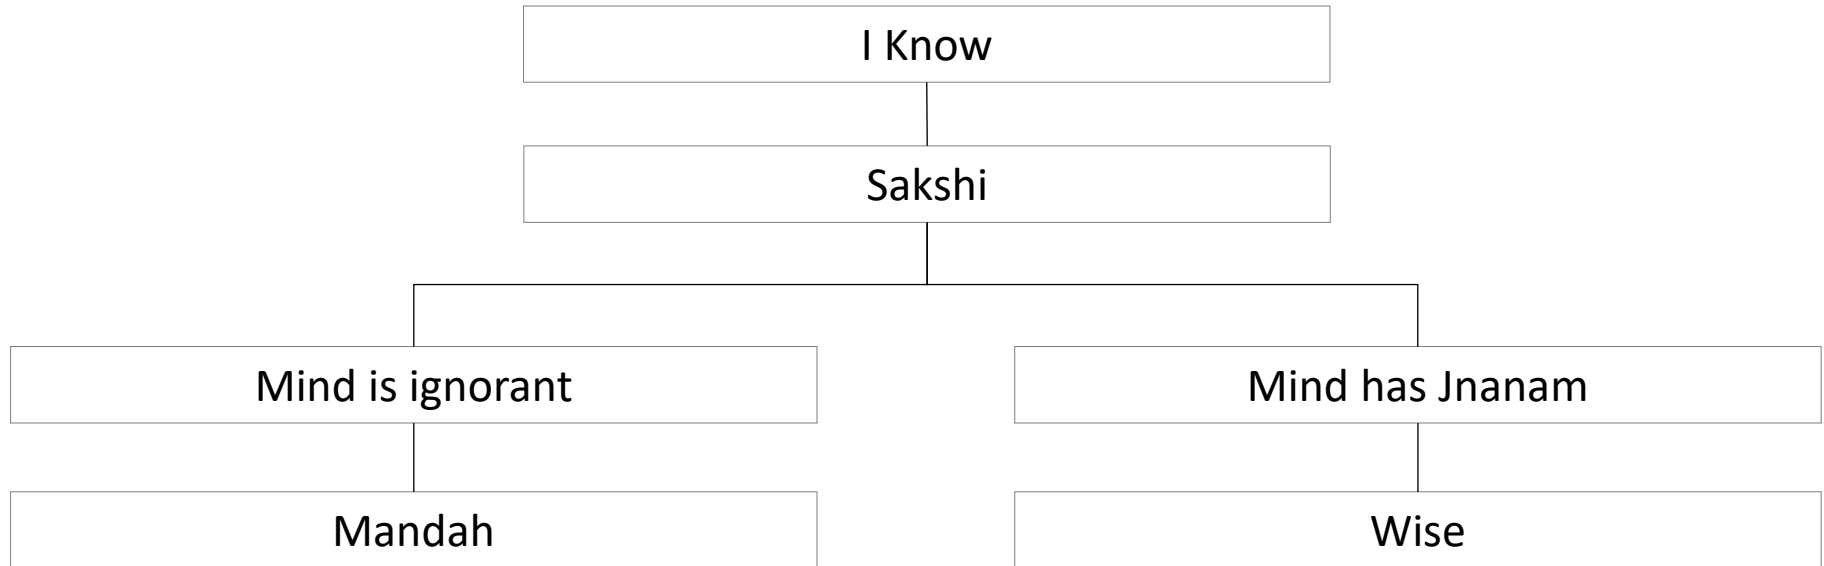 I Know
Sakshi
Mind is ignorant
Mind has Jnanam
Mandah
Wise